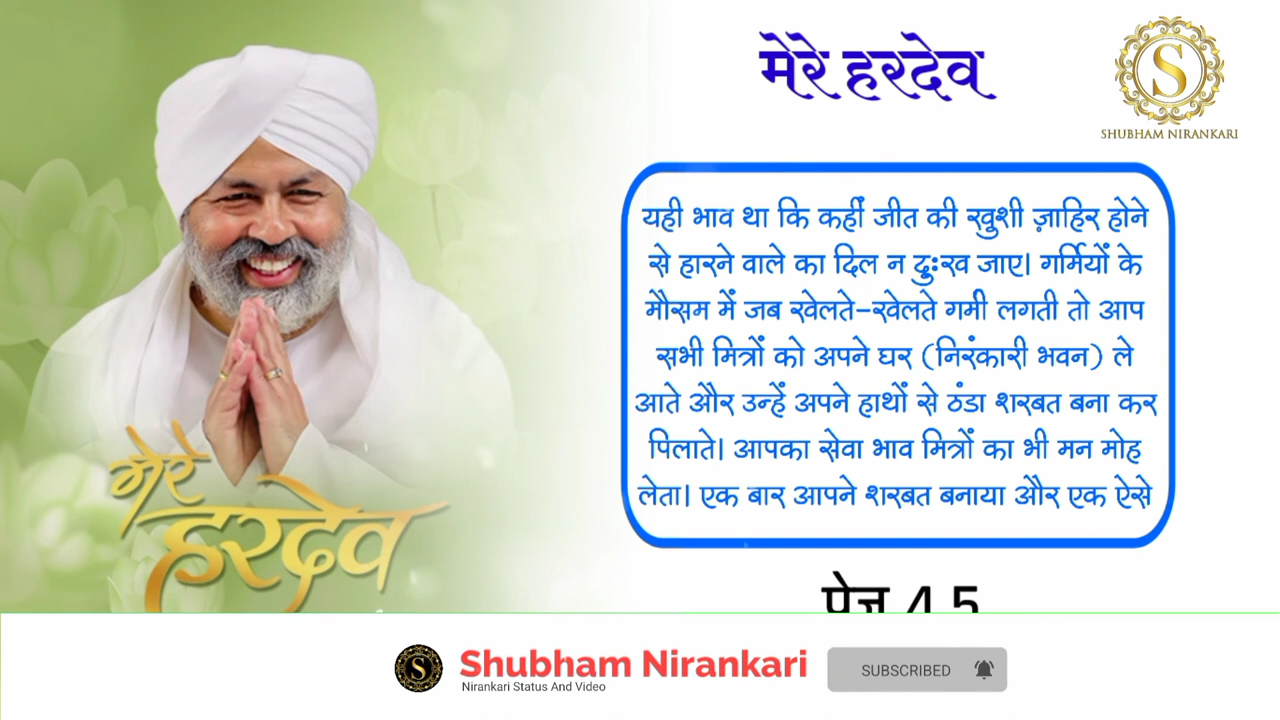 मेरे हरदेव
S
SHUBHAM NIRANKARI
यही भाव था कि कहीं जीत की खुशी ज़ाहिर होने
से हारने वाले का दिल न दुःख जाए। गर्मियों के
मौसम में जब खेलते-खेलते गर्मी लगती तो आप
सभी मित्रों को अपने घर (निरंकारी भवन) ले
आते और उन्हें अपने हाथों से ठंडा शरबत बना कर
पिलाते। आपका सेवा भाव मित्रों का भी मन मोह
लेता। एक बार आपने शरबत बनाया और एक ऐसे
मेरे
हरदेव
पेज 4,5
S
Shubham Nirankari
Nirankari Status And Video
SUBSCRIBED